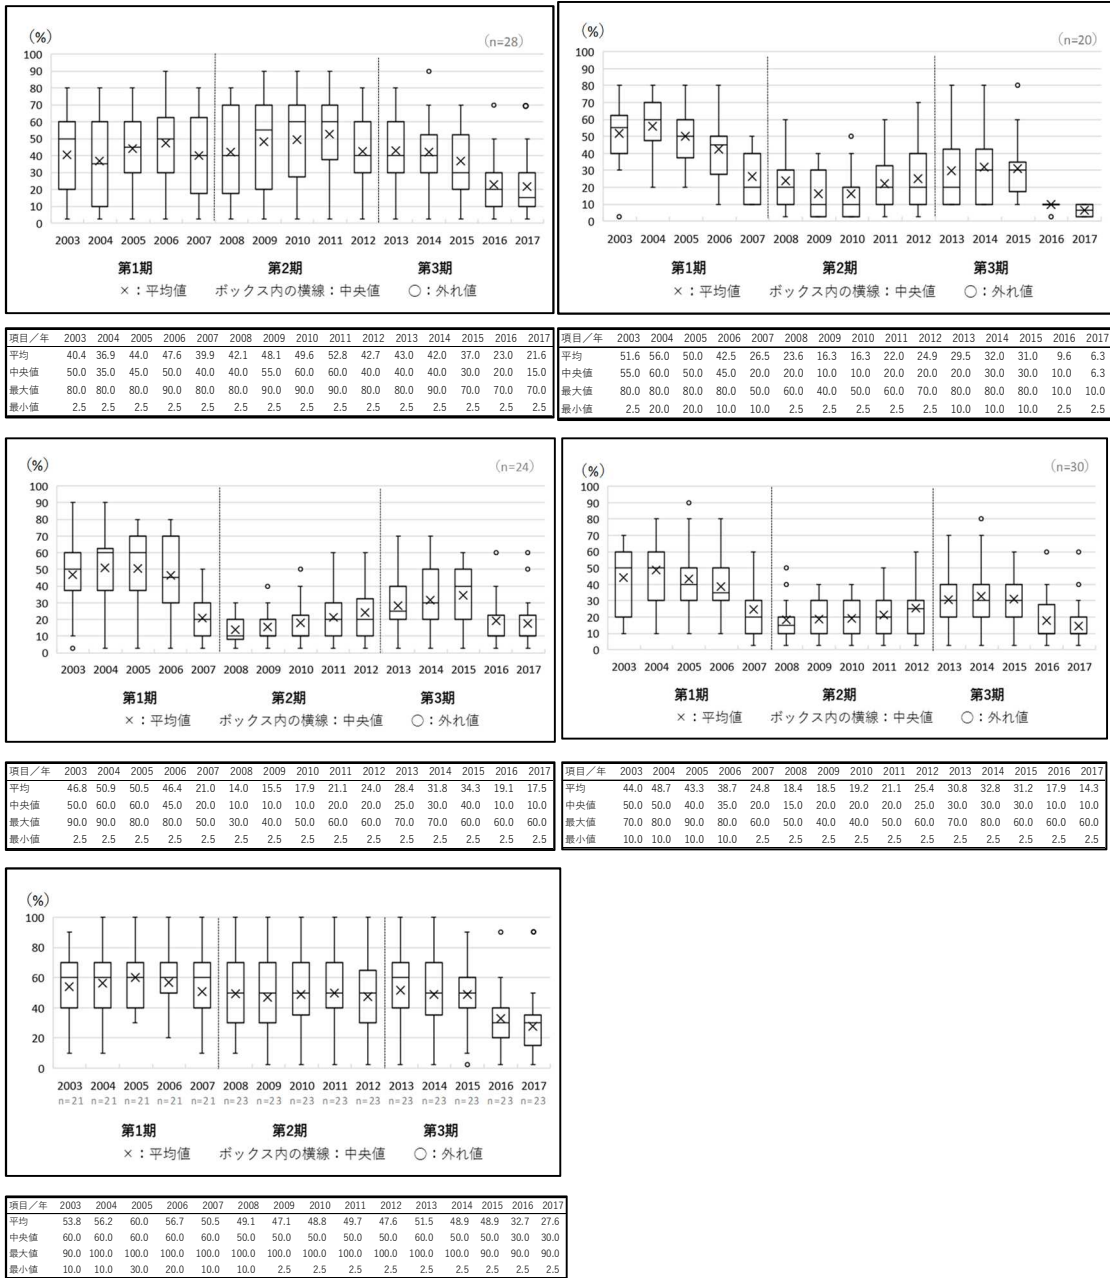 (%)
(n=28)
100
90
80
70
60
50
40
30
20
10
0
2003 2004 2005 2006 2007 2008 2009 2010 2011 2012 2013 2014 2015 2016 2017
第1期 第2期 第3期
×：平均値 ボックス内の横線：中央値 〇：外れ値
項目／年 2003 2004 2005 2006 2007 2008 2009 2010 2011 2012 2013 2014 2015 2016 2017
平均 40.4 36.9 44.0 47.6 39.9 42.1 48.1 49.6 52.8 42.7 43.0 42.0 37.0 23.0 21.6
中央値 50.0 35.0 45.0 50.0 40.0 40.0 55.0 60.0 60.0 40.0 40.0 40.0 30.0 20.0 15.0
最大値 80.0 80.0 80.0 90.0 80.0 80.0 90.0 90.0 90.0 80.0 80.0 90.0 70.0 70.0 70.0
最小値 2.5 2.5 2.5 2.5 2.5 2.5 2.5 2.5 2.5 2.5 2.5 2.5 2.5 2.5 2.5
(%)
(n=20)
100
90
80
70
60
50
40
30
20
10
0
2003 2004 2005 2006 2007 2008 2009 2010 2011 2012 2013 2014 2015 2016 2017
第1期 第2期 第3期
×：平均値 ボックス内の横線：中央値 〇：外れ値
項目／年 2003 2004 2005 2006 2007 2008 2009 2010 2011 2012 2013 2014 2015 2016 2017
平均 51.6 56.0 50.0 42.5 26.5 23.6 16.3 16.3 22.0 24.9 29.5 32.0 31.0 9.6 6.3
中央値 55.0 60.0 50.0 45.0 20.0 20.0 10.0 10.0 20.0 20.0 20.0 30.0 30.0 10.0 6.3
最大値 80.0 80.0 80.0 80.0 50.0 60.0 40.0 50.0 60.0 70.0 80.0 80.0 80.0 10.0 10.0
最小値 2.5 20.0 20.0 10.0 10.0 2.5 2.5 2.5 2.5 2.5 10.0 10.0 10.0 2.5 2.5
(%)
(n=24)
100
90
80
70
60
50
40
30
20
10
0
2003 2004 2005 2006 2007 2008 2009 2010 2011 2012 2013 2014 2015 2016 2017
第1期 第2期 第3期
×：平均値 ボックス内の横線：中央値 〇：外れ値
項目／年 2003 2004 2005 2006 2007 2008 2009 2010 2011 2012 2013 2014 2015 2016 2017
平均 46.8 50.9 50.5 46.4 21.0 14.0 15.5 17.9 21.1 24.0 28.4 31.8 34.3 19.1 17.5
中央値 50.0 60.0 60.0 45.0 20.0 10.0 10.0 10.0 20.0 20.0 25.0 30.0 40.0 10.0 10.0
最大値 90.0 90.0 80.0 80.0 50.0 30.0 40.0 50.0 60.0 60.0 70.0 70.0 60.0 60.0 60.0
最小値 2.5 2.5 2.5 2.5 2.5 2.5 2.5 2.5 2.5 2.5 2.5 2.5 2.5 2.5 2.5
(%)
(n=30)
100
90
80
70
60
50
40
30
20
10
0
2003 2004 2005 2006 2007 2008 2009 2010 2011 2012 2013 2014 2015 2016 2017
第1期 第2期 第3期
×：平均値 ボックス内の横線：中央値 〇：外れ値
項目／年 2003 2004 2005 2006 2007 2008 2009 2010 2011 2012 2013 2014 2015 2016 2017
平均 44.0 48.7 43.3 38.7 24.8 18.4 18.5 19.2 21.1 25.4 30.8 32.8 31.2 17.9 14.3
中央値 50.0 50.0 40.0 35.0 20.0 15.0 20.0 20.0 20.0 25.0 30.0 30.0 30.0 10.0 10.0
最大値 70.0 80.0 90.0 80.0 60.0 50.0 40.0 40.0 50.0 60.0 70.0 80.0 60.0 60.0 60.0
最小値 10.0 10.0 10.0 10.0 2.5 2.5 2.5 2.5 2.5 2.5 2.5 2.5 2.5 2.5 2.5
(%)
100
80
60
40
20
0
2003 2004 2005 2006 2007 2008 2009 2010 2011 2012 2013 2014 2015 2016 2017
n=21 n=21 n=21 n=21 n=21 n=23 n=23 n=23 n=23 n=23 n=23 n=23 n=23 n=23 n=23
第1期 第2期 第3期
×：平均値 ボックス内の横線：中央値 〇：外れ値
項目／年 2003 2004 2005 2006 2007 2008 2009 2010 2011 2012 2013 2014 2015 2016 2017
平均 53.8 56.2 60.0 56.7 50.5 49.1 47.1 48.8 49.7 47.6 51.5 48.9 48.9 32.7 27.6
中央値 60.0 60.0 60.0 60.0 60.0 50.0 50.0 50.0 50.0 50.0 60.0 50.0 50.0 30.0 30.0
最大値 90.0 100.0 100.0 100.0 100.0 100.0 100.0 100.0 100.0 100.0 100.0 100.0 90.0 90.0 90.0
最小値 10.0 10.0 30.0 20.0 10.0 10.0 2.5 2.5 2.5 2.5 2.5 2.5 2.5 2.5 2.5